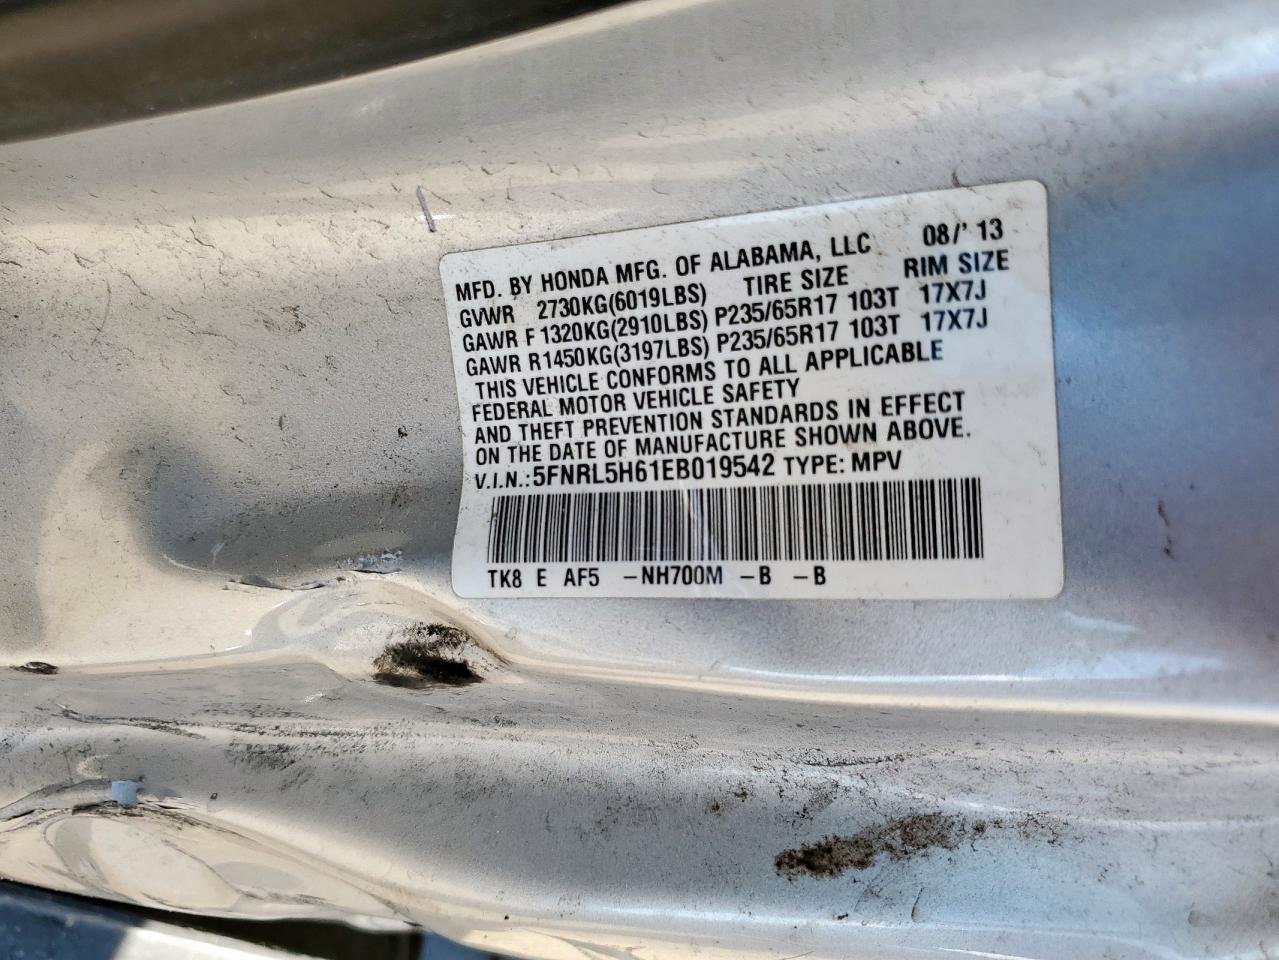 MFD. BY HONDA MFG. OF ALABAMA, LLC 08/' 13
GVWR 2730KG(6019LBS) TIRE SIZE RIM SIZE
GAWR F 1320KG(2910LBS) P235/65R17 103T 17X7J
GAWR R1450KG(3197LBS) P235/65R17 103T 17X7J
THIS VEHICLE CONFORMS TO ALL APPLICABLE
FEDERAL MOTOR VEHICLE SAFETY
AND THEFT PREVENTION STANDARDS IN EFFECT
ON THE DATE OF MANUFACTURE SHOWN ABOVE.
V.I.N.:5FNRL5H61EB019542 TYPE: MPV
TK8 E AF5 –NH700M –B –B